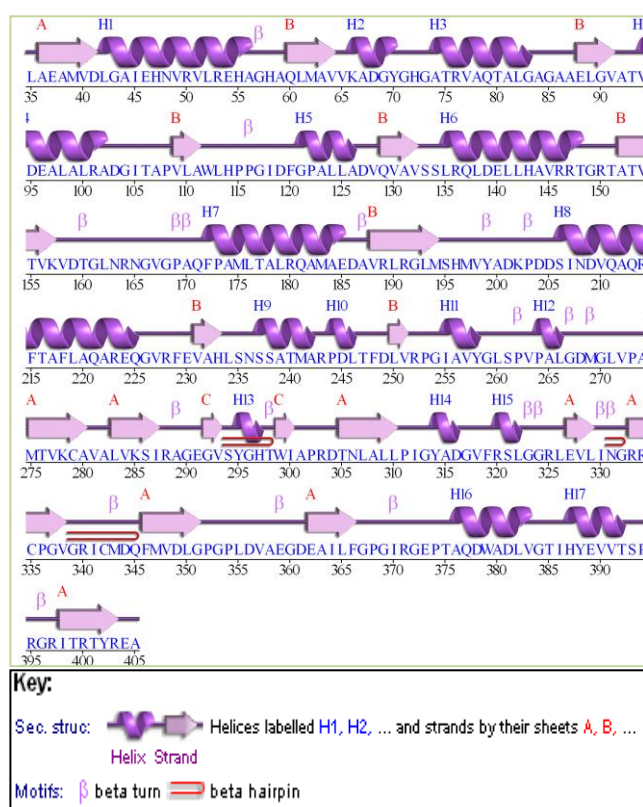 A H1 β B H2 H3 B
LAEAMVDLGAIEHNVRVLREHAGHAQLMAVVKADGYGHGATRVAQTALGAGAAELGVATV
35 40 45 50 55 60 65 70 75 80 85 90
4 B β H5 B H6 B
DEALALRADGITAPVLAWLHPPGIDFGPALLADVQVAVSSLRQLDELLHAVRRTGRTATV
95 100 105 110 115 120 125 130 135 140 145 150
β β β H7 β B β β H8
TVKVDTGLNRNGVGPAQFPAMLTALRQAMAEDAVRLRGLMSHMVYADKPDDSINDVQAQR
155 160 165 170 175 180 185 190 195 200 205 210
B H9 H10 B H11 β H12 β β
FTAFLAQAREQGVRFEVAHLSNSSATMARPDLTFDLVRPGIAVYGLSPVPALGDMGLVPA
215 220 225 230 235 240 245 250 255 260 265 270
A A β C H13 β C A H14 H15 β β B β β A
MTVKCAVALVKSIRAGEGVSYGHTWIAPRDTNLALLPIGYADGVFRSLGGRLEVLINGRR
275 280 285 290 295 300 305 310 315 320 325 330
β A β A β H16 H17
CPGVGRICMDQFMVDLGPGPLDVAEGDEAILFGPGIRGEPTAQDWADLVGTIHYEVVTSP
335 340 345 350 355 360 365 370 375 380 385 390
β A
RGRITRTYREA
395 400 405
Key:
Sec. struc: Helices labelled H1, H2, ... and strands by their sheets A, B, ...
Helix Strand
Motifs: β beta turn beta hairpin